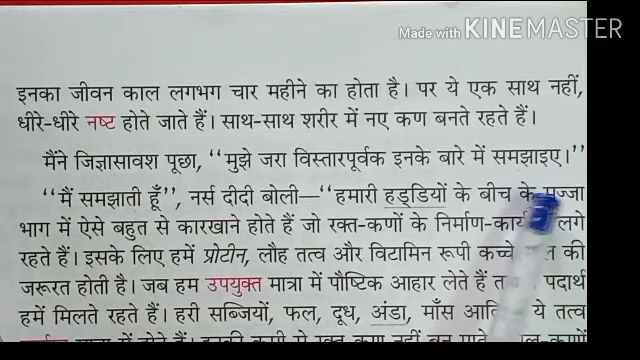 Made with KINEMASTER
इनका जीवन काल लगभग चार महीने का होता है। पर ये एक साथ नहीं,
धीरे-धीरे नष्ट होते जाते हैं। साथ-साथ शरीर में नए कण बनते रहते हैं।
मैंने जिज्ञासावश पूछा, “मुझे जरा विस्तारपूर्वक इनके बारे में समझाइए।”
“मैं समझाती हूँ”, नर्स दीदी बोली—“हमारी हड्डियों के बीच के मज्जा
भाग में ऐसे बहुत से कारखाने होते हैं जो रक्त-कणों के निर्माण-कार्य लगे
रहते हैं। इसके लिए हमें प्रोटीन, लौह तत्व और विटामिन रूपी कच्चे की
जरूरत होती है। जब हम उपयुक्त मात्रा में पौष्टिक आहार लेते हैं पदार्थ
हमें मिलते रहते हैं। हरी सब्जियों, फल, दूध, अंडा, माँस ये तत्व